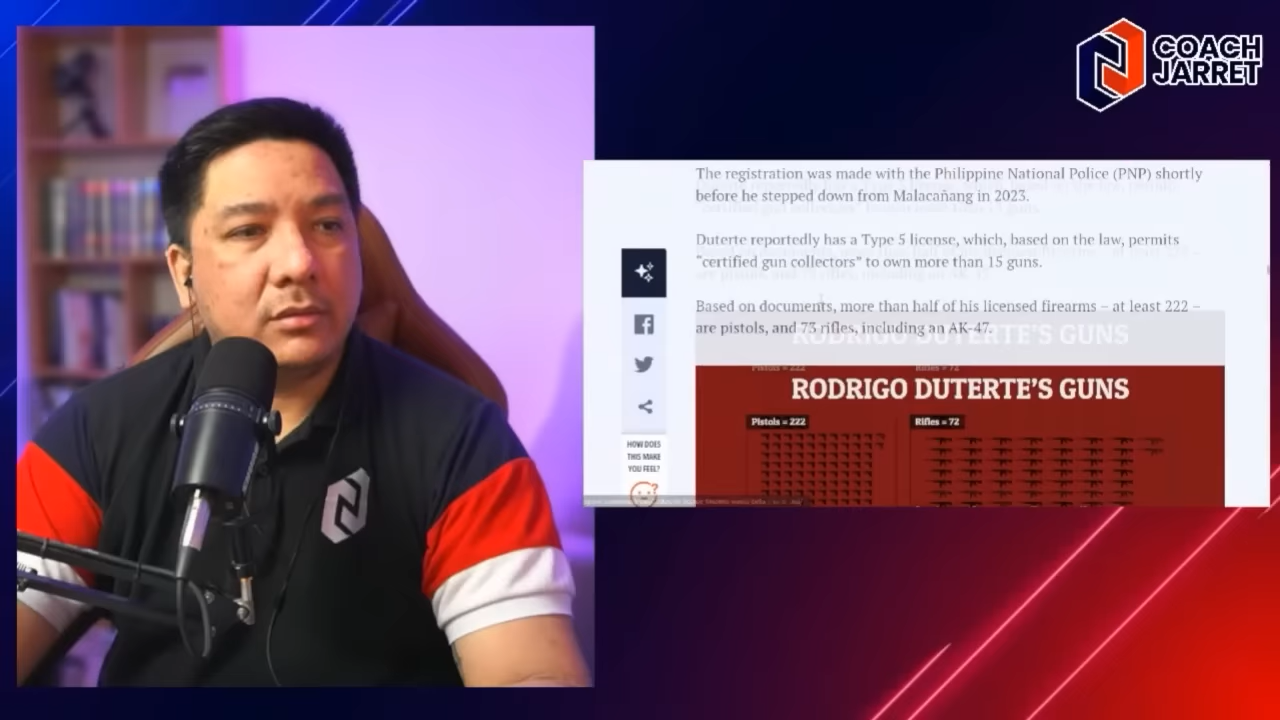 COACH
JARRET
The registration was made with the Philippine National Police (PNP) shortly
before he stepped down from Malacañang in 2023.
Duterte reportedly has a Type 5 license, which, based on the law, permits
“certified gun collectors” to own more than 15 guns.
Based on documents, more than half of his licensed firearms – at least 222 –
are pistols, and 73 rifles, including an AK-47.
HOW DOES
THIS MAKE
YOU FEEL?
RODRIGO DUTERTE'S GUNS
RODRIGO DUTERTE'S GUNS
Pistols = 222
Rifles = 72